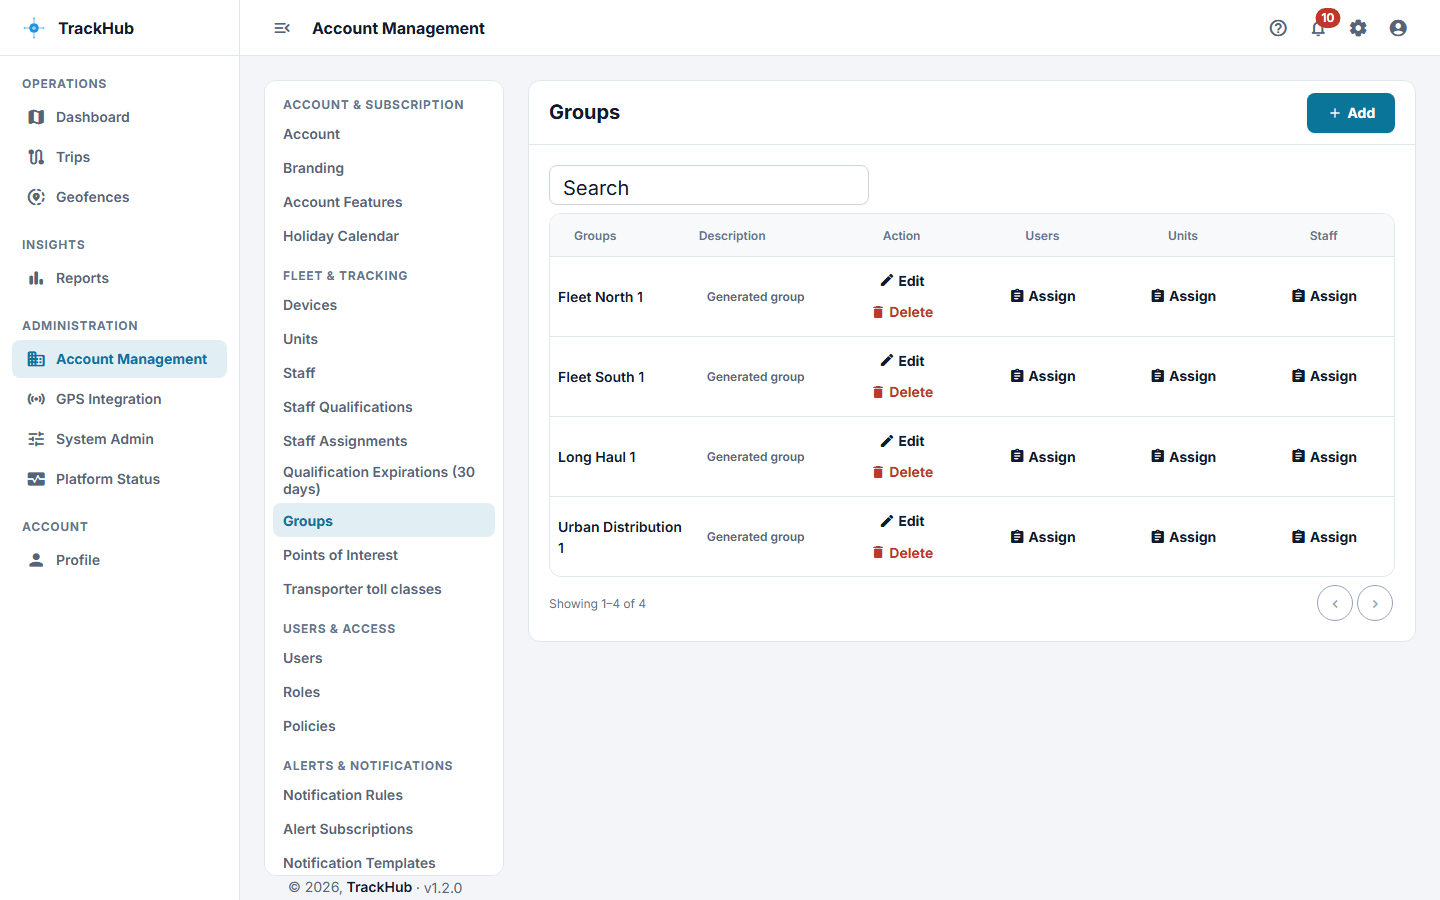 TrackHub
Account Management
10
OPERATIONS
Dashboard
Trips
Geofences
INSIGHTS
Reports
ADMINISTRATION
Account Management
GPS Integration
System Admin
Platform Status
ACCOUNT
Profile
ACCOUNT & SUBSCRIPTION
Account
Branding
Account Features
Holiday Calendar
FLEET & TRACKING
Devices
Units
Staff
Staff Qualifications
Staff Assignments
Qualification Expirations (30
days)
Groups
Points of Interest
Transporter toll classes
USERS & ACCESS
Users
Roles
Policies
ALERTS & NOTIFICATIONS
Notification Rules
Alert Subscriptions
Notification Templates
© 2026, TrackHub · v1.2.0
Groups
+ Add
Search
Groups Description Action Users Units Staff
Fleet North 1 Generated group Edit Delete Assign Assign Assign
Fleet South 1 Generated group Edit Delete Assign Assign Assign
Long Haul 1 Generated group Edit Delete Assign Assign Assign
Urban Distribution
1 Generated group Edit Delete Assign Assign Assign
Showing 1–4 of 4